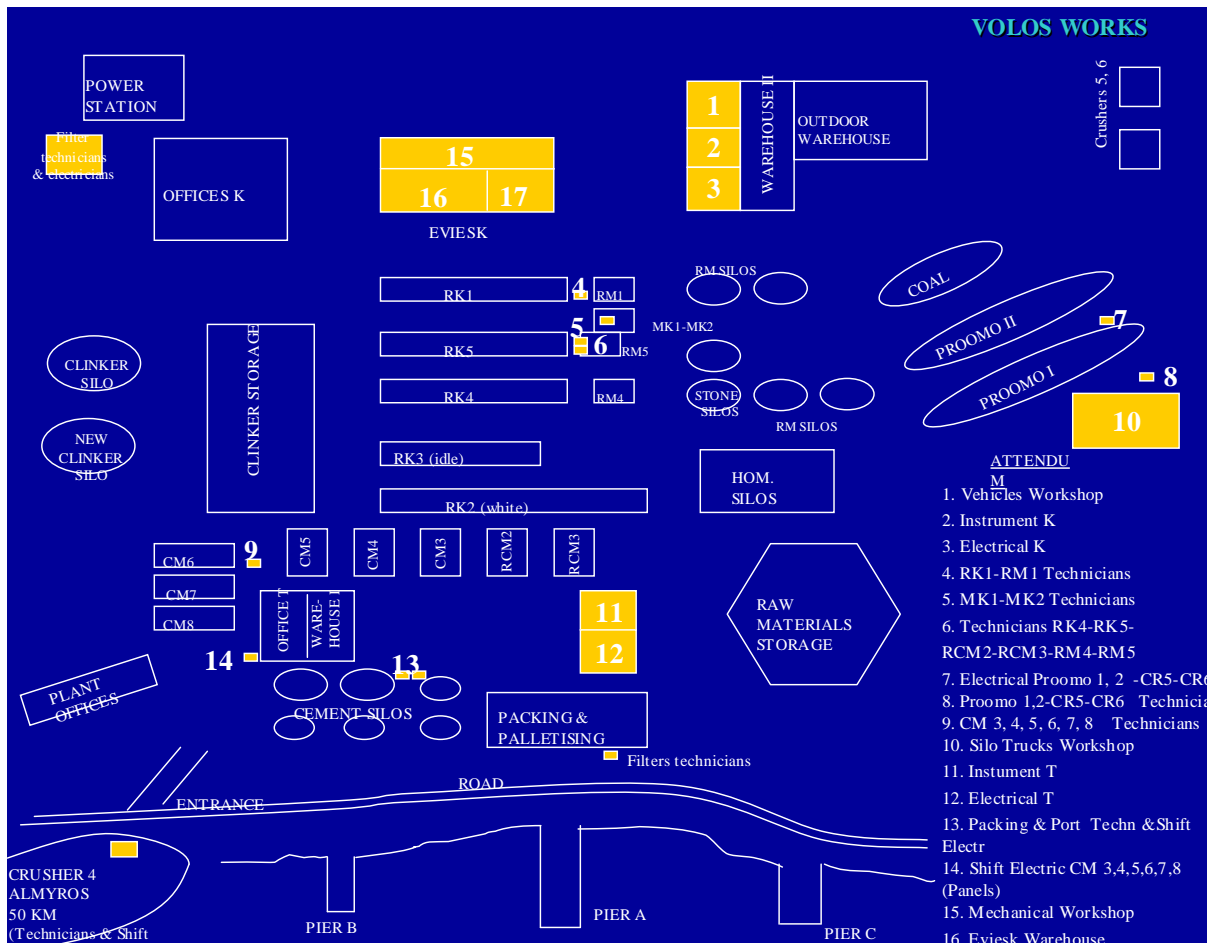 VOLOS WORKS
POWER
STATION
Filter
technicians
& electricians
OFFICES K
15
16
17
EVIESK
1
2
3
WAREHOUSE II
OUTDOOR
WAREHOUSE
Crushers 5, 6
RK1
4
RM1
RM SILOS
COAL
5
MK1-MK2
PROOMO II
7
RK5
6
RM5
PROOMO I
8
CLINKER
SILO
CLINKER STORAGE
RK4
RM4
STONE
SILOS
RM SILOS
10
NEW
CLINKER
SILO
RK3 (idle)
HOM.
SILOS
RK2 (white)
CM6
9
CM5
CM4
CM3
RCM2
RCM3
CM7
CM8
OFFICE T
WARE-
HOUSE I
11
12
RAW
MATERIALS
STORAGE
14
13
PLANT
OFFICES
CEMENT SILOS
PACKING &
PALLETISING
Filters technicians
ROAD
ENTRANCE
CRUSHER 4
ALMYROS
50 KM
(Technicians & Shift
PIER B
PIER A
PIER C
ATTENDU
M
1. Vehicles Workshop
2. Instrument K
3. Electrical K
4. RK1-RM1 Technicians
5. MK1-MK2 Technicians
6. Technicians RK4-RK5-
RCM2-RCM3-RM4-RM5
7. Electrical Proomo 1, 2 -CR5-CR6
8. Proomo 1,2-CR5-CR6 Technicia
9. CM 3, 4, 5, 6, 7, 8 Technicians
10. Silo Trucks Workshop
11. Instument T
12. Electrical T
13. Packing & Port Techn &Shift
Electr
14. Shift Electric CM 3,4,5,6,7,8
(Panels)
15. Mechanical Workshop
16. Eviesk Warehouse